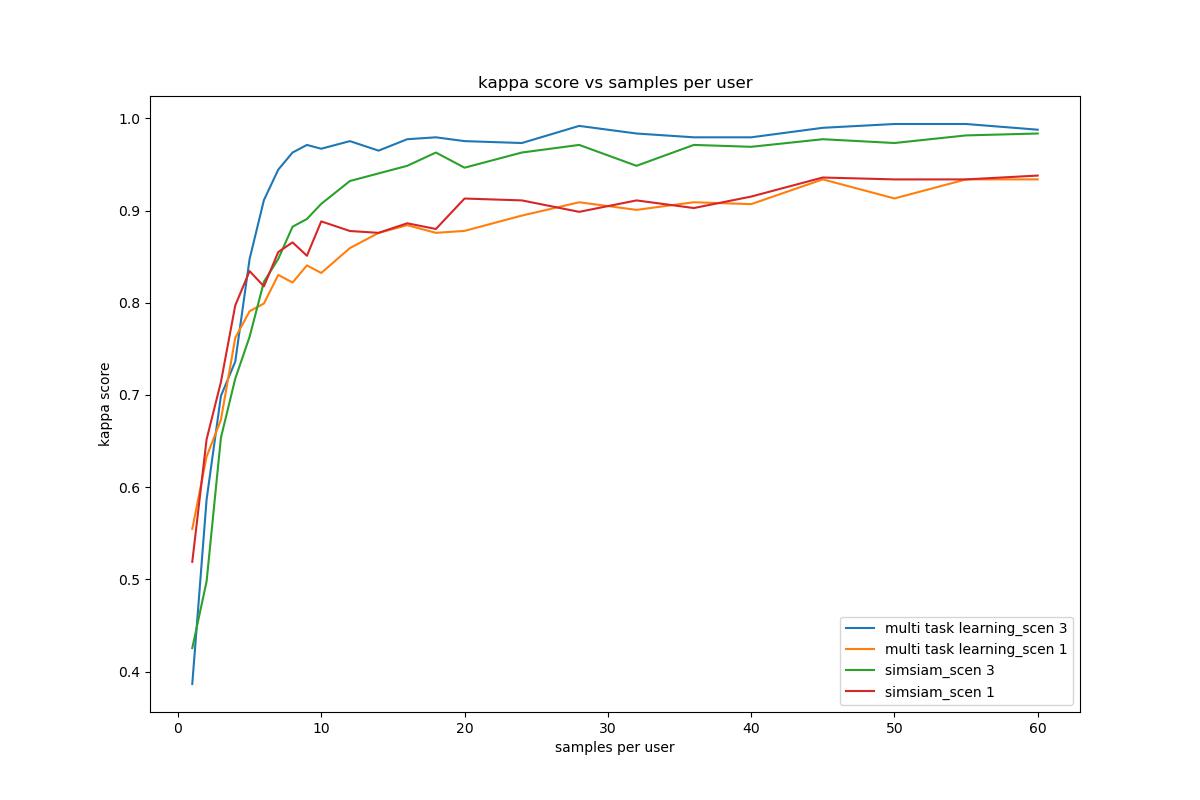 kappa score vs samples per user
1.0
0.9
0.8
0.7
0.6
0.5
0.4
kappa score
multi task learning_scen 3
multi task learning_scen 1
simsiam_scen 3
simsiam_scen 1
0 10 20 30 40 50 60
samples per user